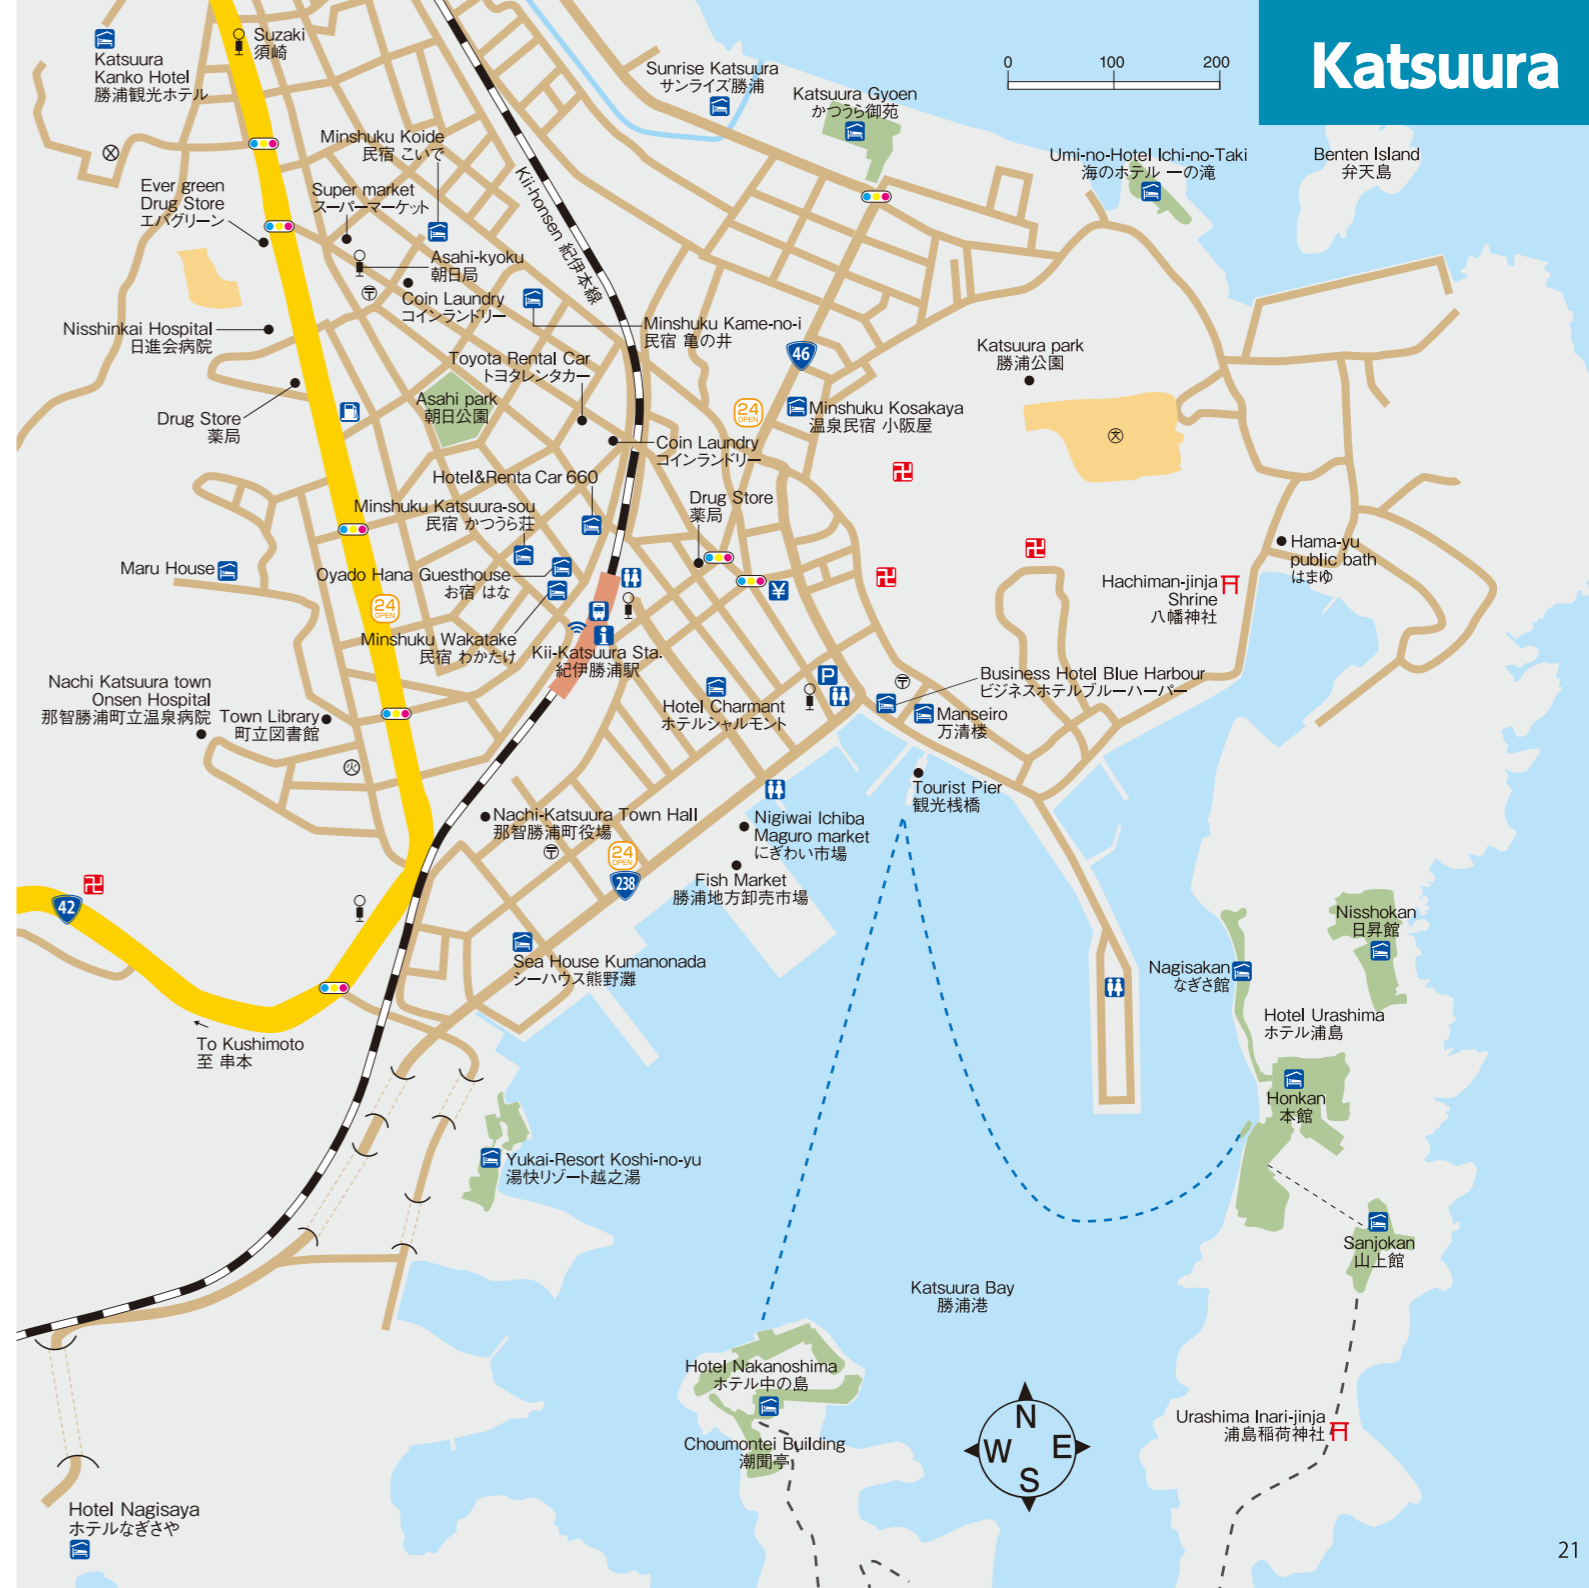 Katsuura
0 100 200
Suzaki
須崎
Katsuura
Kanko Hotel
勝浦観光ホテル
Sunrise Katsuura
サンライズ勝浦
Katsuura Gyoen
かつうら御苑
Umi-no-Hotel Ichi-no-Taki
海のホテル 一の滝
Benten Island
弁天島
Minshuku Koide
民宿 こいで
Ever green
Drug Store
エバグリーン
Super market
スーパーマーケット
Kii-honsen 紀伊本線
Asahi-kyoku
朝日局
〒
Coin Laundry
コインランドリー
Nisshinkai Hospital
日進会病院
Minshuku Kame-no-i
民宿 亀の井
46
Katsuura park
勝浦公園
Toyota Rental Car
トヨタレンタカー
Asahi park
朝日公園
Drug Store
薬局
24
OPEN
Minshuku Kosakaya
温泉民宿 小阪屋
文
Coin Laundry
コインランドリー
Hotel&Renta Car 660
Minshuku Katsuura-sou
民宿 かつうら荘
Drug Store
薬局
Hama-yu
public bath
はまゆ
Maru House
Oyado Hana Guesthouse
お宿 はな
Hachiman-jinja
Shrine
八幡神社
24
OPEN
¥
Minshuku Wakatake
民宿 わかたけ
i
Kii-Katsuura Sta.
紀伊勝浦駅
P
Nachi Katsuura town
Onsen Hospital
那智勝浦町立温泉病院
Town Library
町立図書館
Hotel Charmant
ホテルシャルモント
〒
Business Hotel Blue Harbour
ビジネスホテルブルーハーバー
Manseiro
万清楼
火
Tourist Pier
観光桟橋
Nachi-Katsuura Town Hall
那智勝浦町役場
〒
24
OPEN
238
Nigiwai Ichiba
Maguro market
にぎわい市場
Fish Market
勝浦地方卸売市場
42
Nisshokan
日昇館
Sea House Kumanonada
シーハウス熊野灘
Nagisakan
なぎさ館
Hotel Urashima
ホテル浦島
To Kushimoto
至 串本
Honkan
本館
Yukai-Resort Koshi-no-yu
湯快リゾート越之湯
Sanjokan
山上館
Katsuura Bay
勝浦港
Hotel Nakanoshima
ホテル中の島
Choumontei Building
潮聞亭
N
W E
S
Urashima Inari-jinja
浦島稲荷神社
Hotel Nagisaya
ホテルなぎさや
21